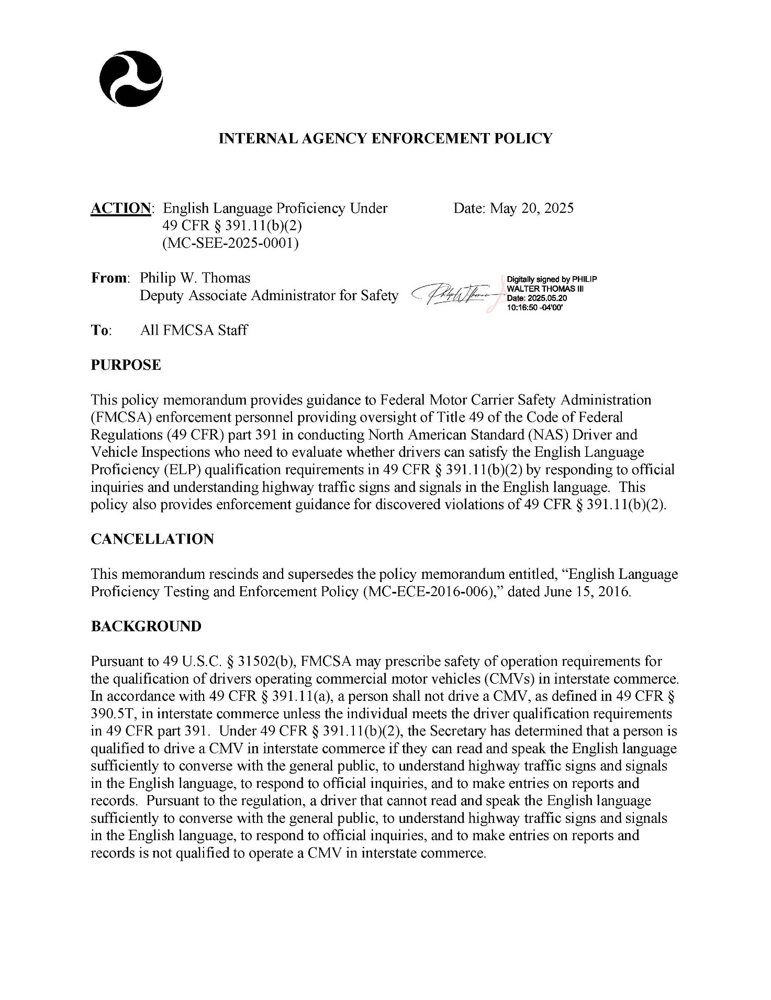 INTERNAL AGENCY ENFORCEMENT POLICY
ACTION: English Language Proficiency Under Date: May 20, 2025
49 CFR § 391.11(b)(2)
(MC-SEE-2025-0001)
From: Philip W. Thomas
Deputy Associate Administrator for Safety
Philip W. Thomas
Digitally signed by PHILIP
WALTER THOMAS III
Date: 2025.05.20
10:16:50 -04'00'
To: All FMCSA Staff
PURPOSE
This policy memorandum provides guidance to Federal Motor Carrier Safety Administration
(FMCSA) enforcement personnel providing oversight of Title 49 of the Code of Federal
Regulations (49 CFR) part 391 in conducting North American Standard (NAS) Driver and
Vehicle Inspections who need to evaluate whether drivers can satisfy the English Language
Proficiency (ELP) qualification requirements in 49 CFR § 391.11(b)(2) by responding to official
inquiries and understanding highway traffic signs and signals in the English language. This
policy also provides enforcement guidance for discovered violations of 49 CFR § 391.11(b)(2).
CANCELLATION
This memorandum rescinds and supersedes the policy memorandum entitled, “English Language
Proficiency Testing and Enforcement Policy (MC-ECE-2016-006),” dated June 15, 2016.
BACKGROUND
Pursuant to 49 U.S.C. § 31502(b), FMCSA may prescribe safety of operation requirements for
the qualification of drivers operating commercial motor vehicles (CMVs) in interstate commerce.
In accordance with 49 CFR § 391.11(a), a person shall not drive a CMV, as defined in 49 CFR §
390.5T, in interstate commerce unless the individual meets the driver qualification requirements
in 49 CFR part 391. Under 49 CFR § 391.11(b)(2), the Secretary has determined that a person is
qualified to drive a CMV in interstate commerce if they can read and speak the English language
sufficiently to converse with the general public, to understand highway traffic signs and signals
in the English language, to respond to official inquiries, and to make entries on reports and
records. Pursuant to the regulation, a driver that cannot read and speak the English language
sufficiently to converse with the general public, to understand highway traffic signs and signals
in the English language, to respond to official inquiries, and to make entries on reports and
records is not qualified to operate a CMV in interstate commerce.